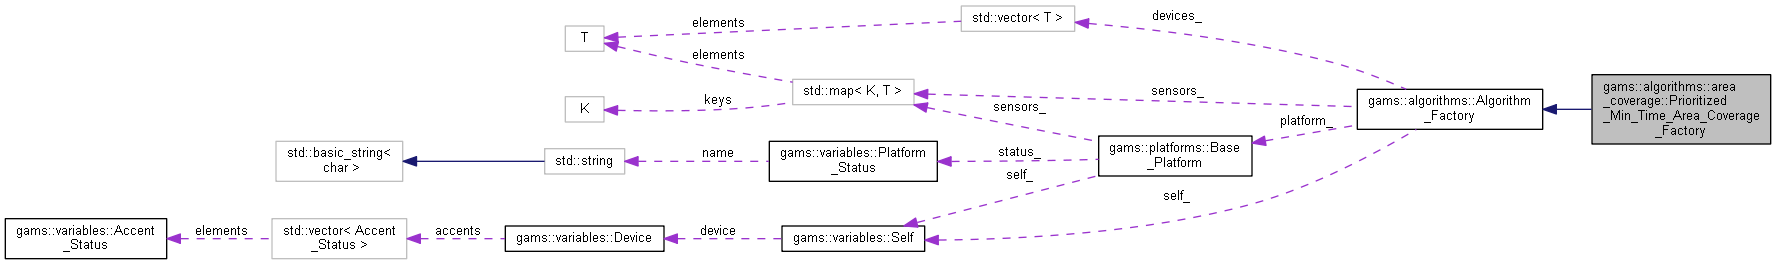 T
elements
std::vector< T >
devices_
elements
K
keys
std::map< K, T >
sensors_
sensors_
gams::algorithms::Algorithm
_Factory
gams::algorithms::area
_coverage::Prioritized
_Min_Time_Area_Coverage
_Factory
platform_
std::basic_string<
char >
std::string
name
gams::variables::Platform
_Status
status_
gams::platforms::Base
_Platform
self_
self_
gams::variables::Accent
_Status
elements
std::vector< Accent
_Status >
accents
gams::variables::Device
device
gams::variables::Self